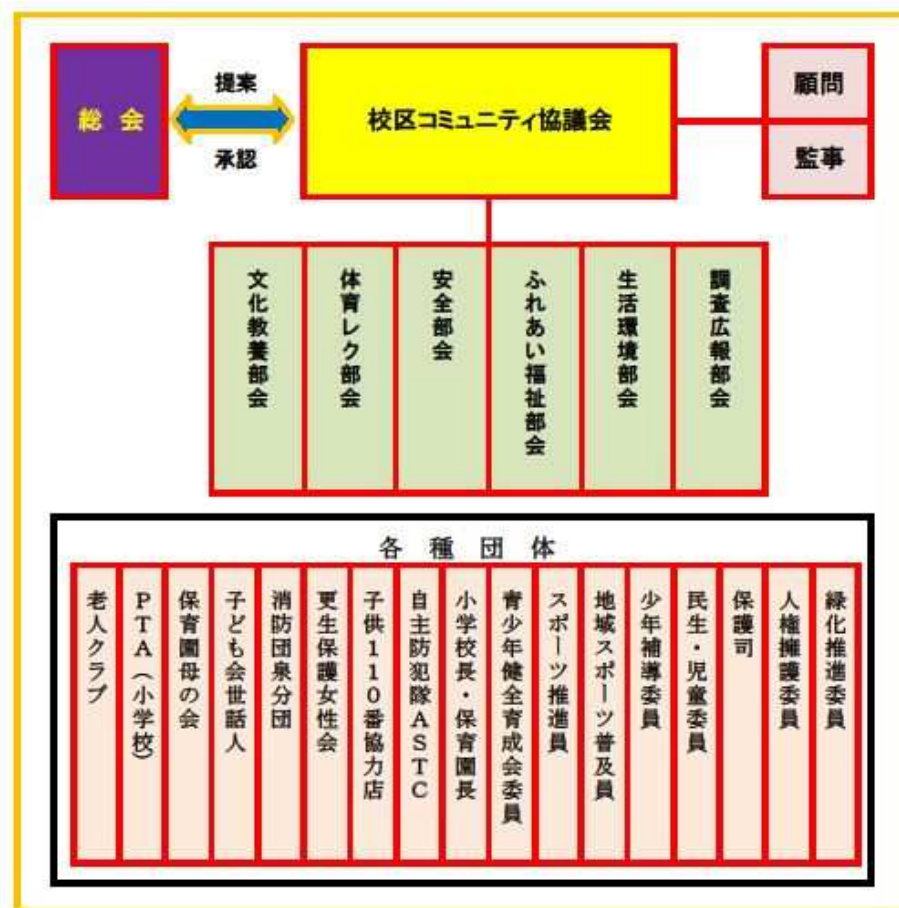 総会
提案
承認
校区コミュニティ協議会
顧問
監事
文化教養部会
体育レク部会
安全部会
ふれあい福祉部会
生活環境部会
調査広報部会
各種団体
老人クラブ
PTA（小学校）
保育園母の会
子ども会世話人
消防団泉分団
更生保護女性会
子供110番協力店
自主防犯隊ASTC
小学校長・保育園長
青少年健全育成会委員
スポーツ推進員
地域スポーツ普及員
少年補導委員
民生・児童委員
保護司
人権擁護委員
緑化推進委員